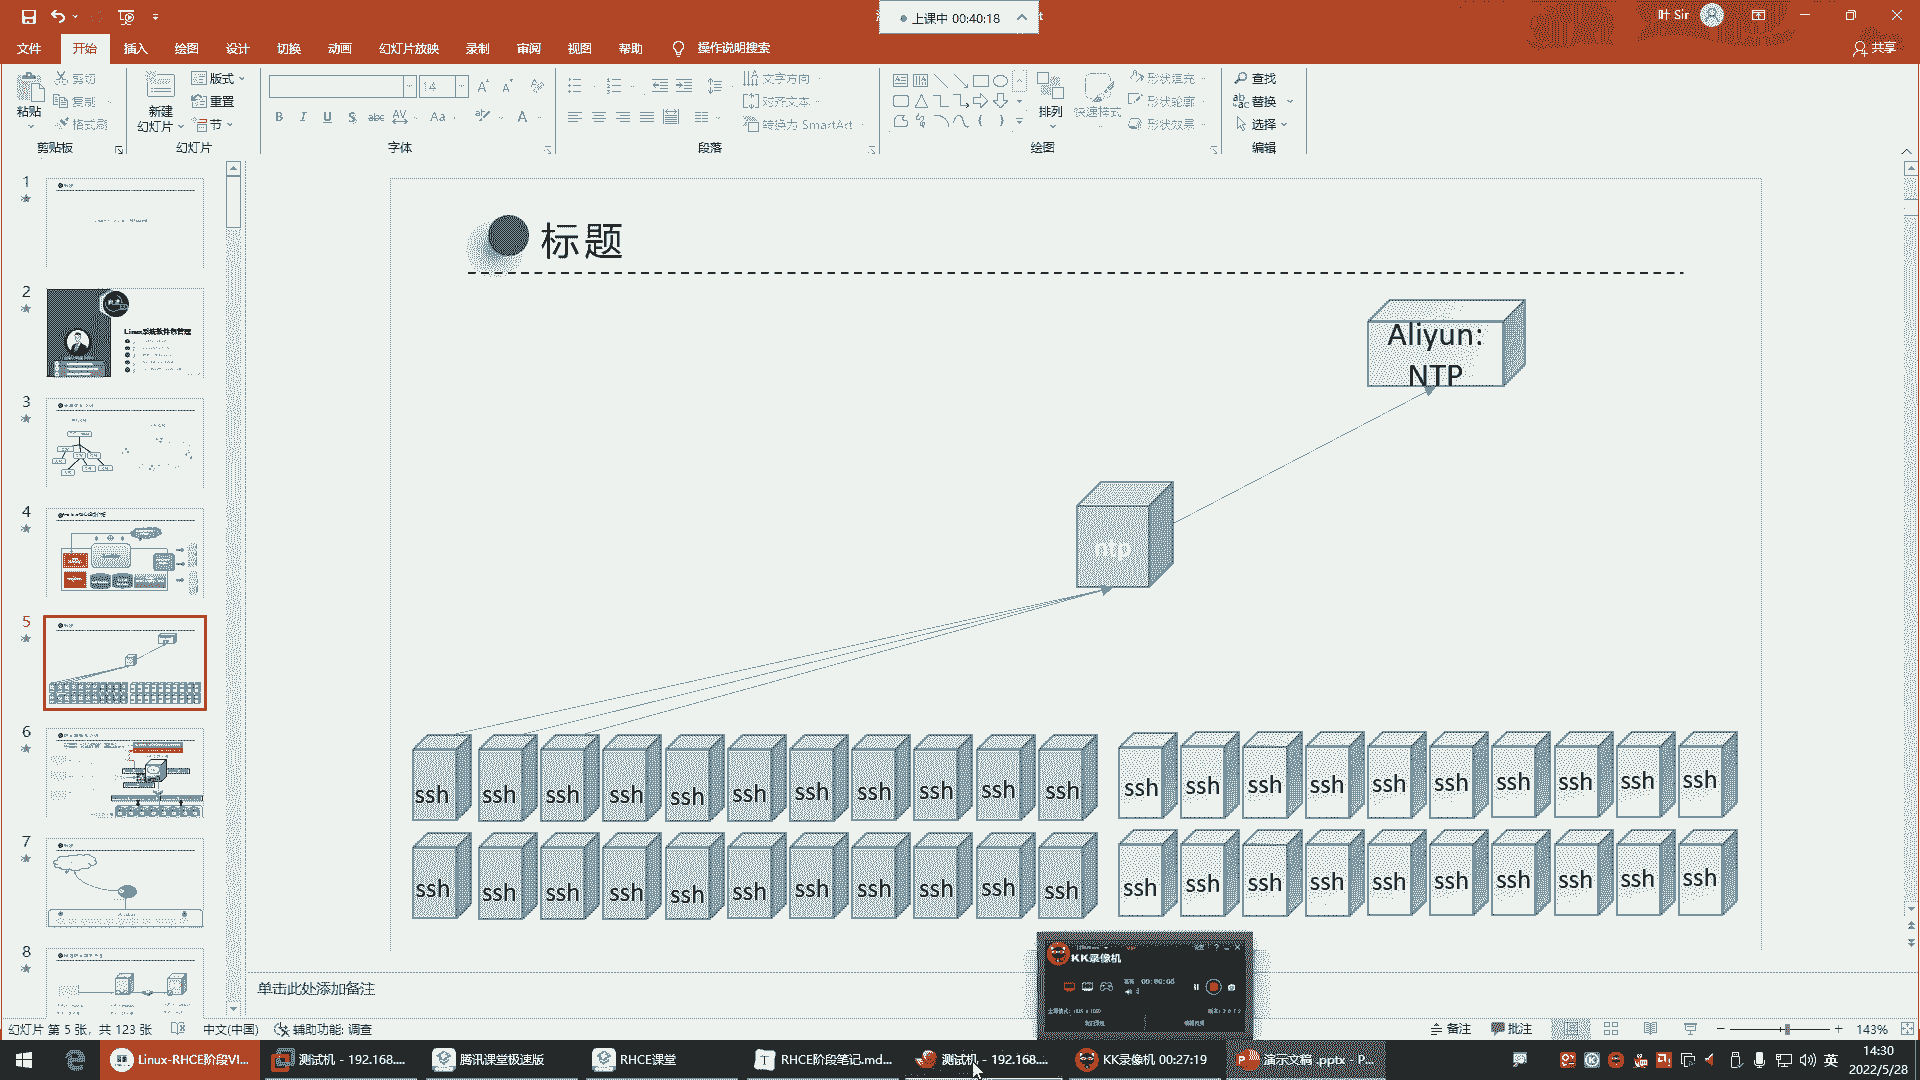 上课中 00:40:18
叶 Sir
文件 开始 插入 绘图 设计 切换 动画 幻灯片放映 录制 审阅 视图 帮助 操作说明搜索 共享
粘贴 剪切 复制 格式刷
新建幻灯片 版式 重置 节
14
文字方向 对齐文本 转换为 SmartArt
排列 快速样式 形状填充 形状轮廓 形状效果
查找 替换 选择
剪贴板 幻灯片 字体 段落 绘图 编辑
1
2
3
4
5
6
7
8
标题
Aliyun:
NTP
ntp
ssh ssh ssh ssh ssh ssh ssh ssh ssh ssh ssh ssh ssh ssh ssh ssh ssh ssh ssh ssh ssh
ssh ssh ssh ssh ssh ssh ssh ssh ssh ssh ssh ssh ssh ssh ssh ssh ssh ssh ssh ssh ssh
KK录像机
单击此处添加备注
幻灯片 第 5 张，共 123 张 中文(中国) 辅助功能: 调查 备注 批注 143%
Linux-RHCE阶段VI... 测试机 - 192.168.... 腾讯课堂极速版 RHCE课堂 RHCE阶段笔记.md... 测试机 - 192.168.... KK录像机 00:27:19 演示文稿 .pptx - P... 英 14:30
2022/5/28